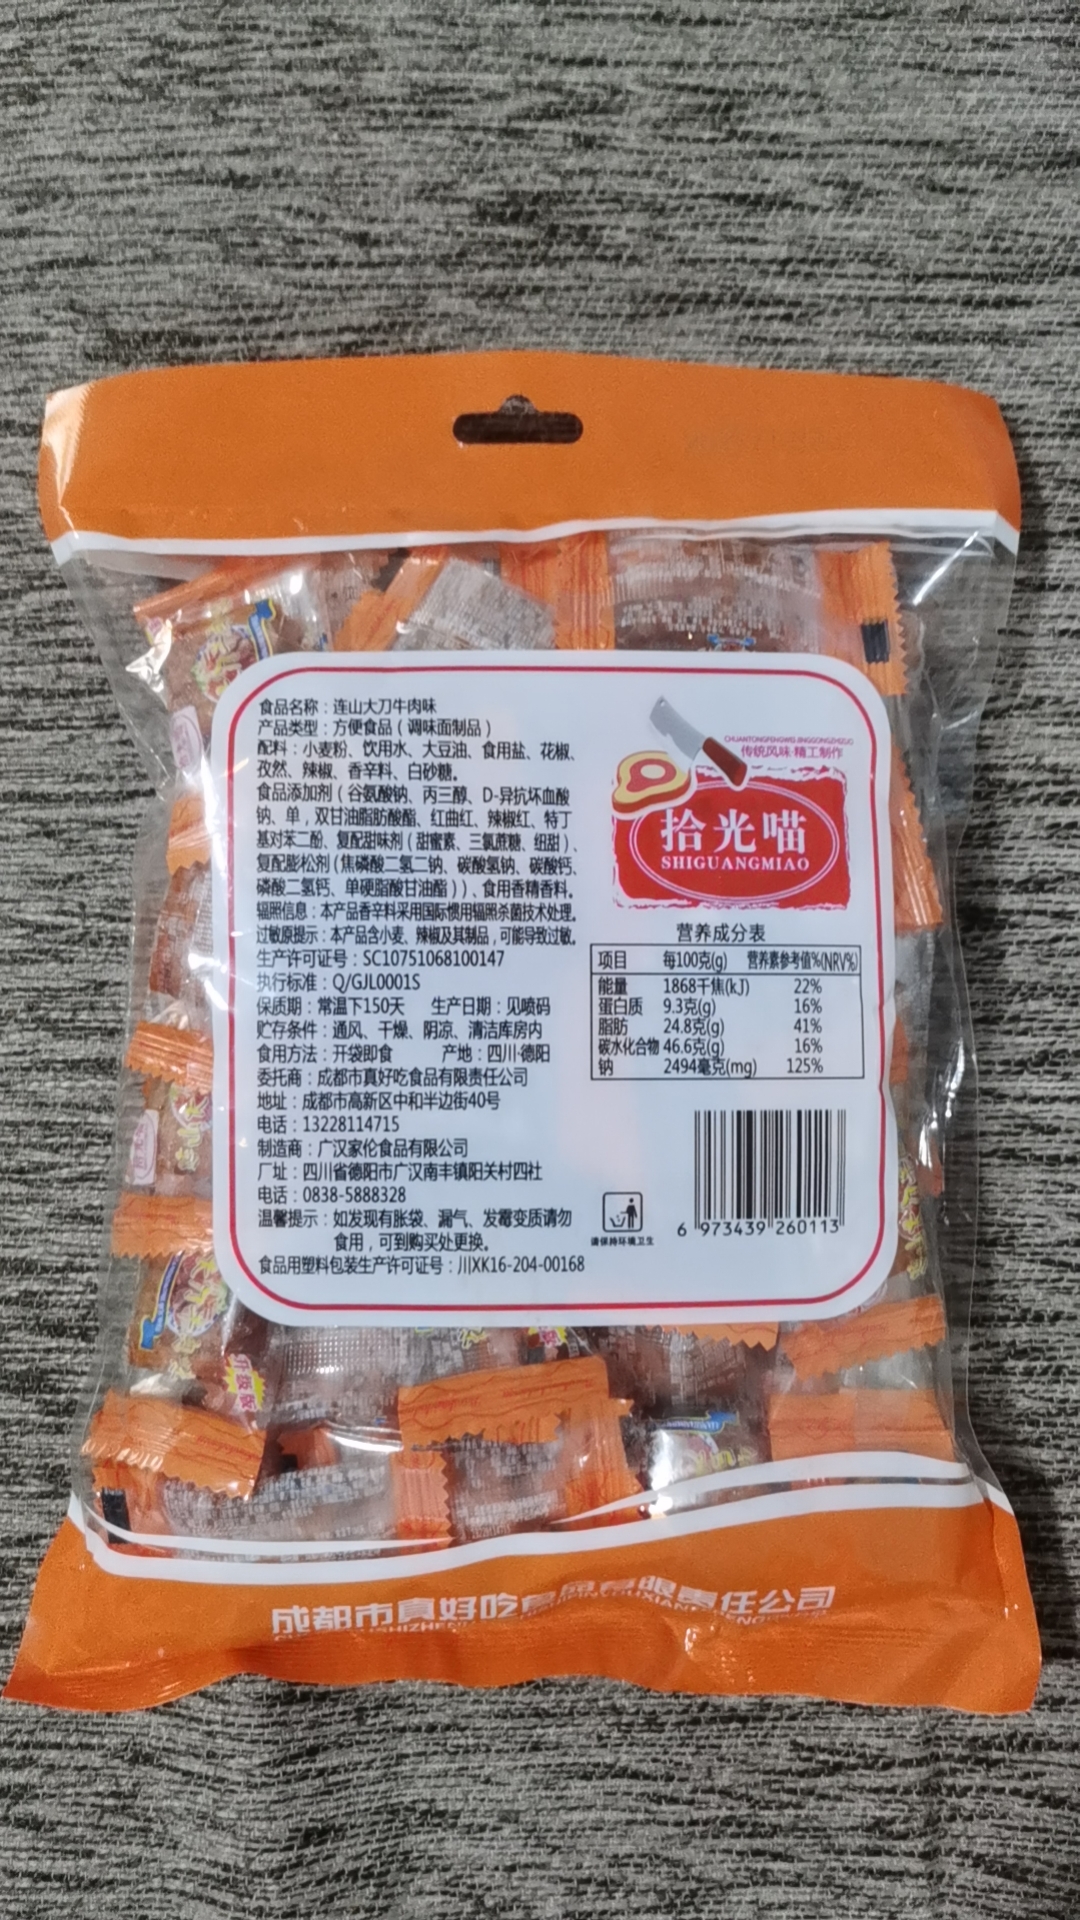 食品名称：连山大刀牛肉味
产品类型：方便食品（调味面制品）
配料：小麦粉、饮用水、大豆油、食用盐、花椒、
孜然、辣椒、香辛料、白砂糖。
食品添加剂（谷氨酸钠、丙三醇、D-异抗坏血酸
钠、单，双甘油脂肪酸酯、红曲红、辣椒红、特丁
基对苯二酚、复配甜味剂（甜蜜素、三氯蔗糖、纽甜）、
复配膨松剂（焦磷酸二氢二钠、碳酸氢钠、碳酸钙、
磷酸二氢钙、单硬脂酸甘油酯））、食用香精香料。
辐照信息：本产品香辛料采用国际惯用辐照杀菌技术处理。
过敏原提示：本产品含小麦、辣椒及其制品，可能导致过敏。
生产许可证号：SC10751068100147
执行标准：Q/GJL0001S
保质期：常温下150天 生产日期：见喷码
贮存条件：通风、干燥、阴凉、清洁库房内
食用方法：开袋即食 产地：四川·德阳
委托商：成都市真好吃食品有限责任公司
地址：成都市高新区中和半边街40号
电话：13228114715
制造商：广汉家伦食品有限公司
厂址：四川省德阳市广汉南丰镇阳关村四社
电话：0838-5888328
温馨提示：如发现有胀袋、漏气、发霉变质请勿
食用，可到购买处更换。
食品用塑料包装生产许可证号：川XK16-204-00168
传统风味·精工制作
拾光喵
SHIGUANGMIAO
营养成分表
项目 每100克(g) 营养素参考值%(NRV%)
能量 1868千焦(kJ) 22%
蛋白质 9.3克(g) 16%
脂肪 24.8克(g) 41%
碳水化合物 46.6克(g) 16%
钠 2494毫克(mg) 125%
请保持环境卫生
6 973439 260113
成都市真好吃食品有限责任公司